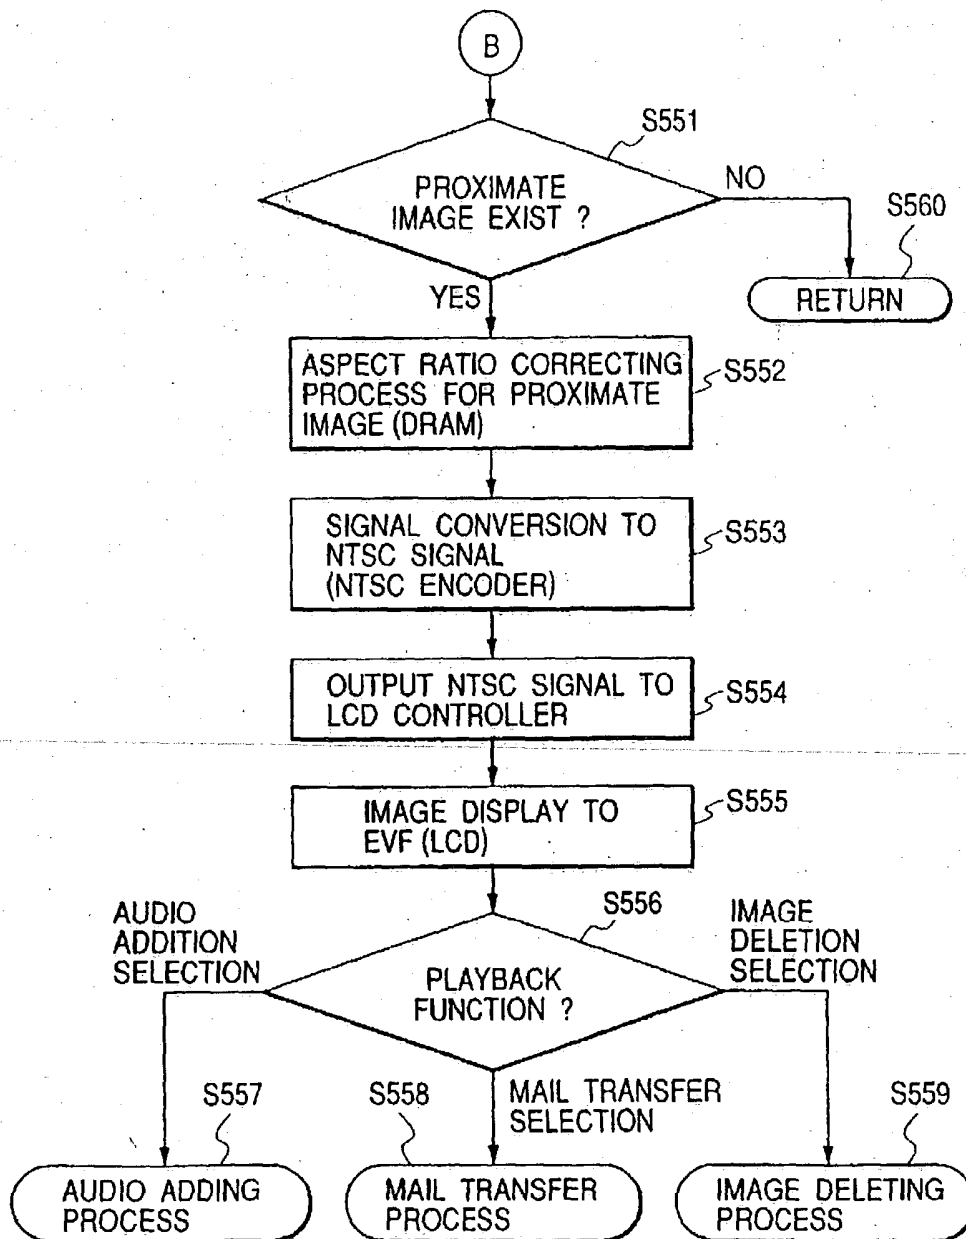 B
S551
PROXIMATE
IMAGE EXIST ?
NO
S560
RETURN
YES
ASPECT RATIO CORRECTING
PROCESS FOR PROXIMATE
IMAGE (DRAM)
S552
SIGNAL CONVERSION TO
NTSC SIGNAL
(NTSC ENCODER)
S553
OUTPUT NTSC SIGNAL TO
LCD CONTROLLER
S554
IMAGE DISPLAY TO
EVF (LCD)
S555
AUDIO
ADDITION
SELECTION
S556
IMAGE
DELETION
SELECTION
PLAYBACK
FUNCTION ?
S557
S558
MAIL TRANSFER
SELECTION
S559
AUDIO ADDING
PROCESS
MAIL TRANSFER
PROCESS
IMAGE DELETING
PROCESS